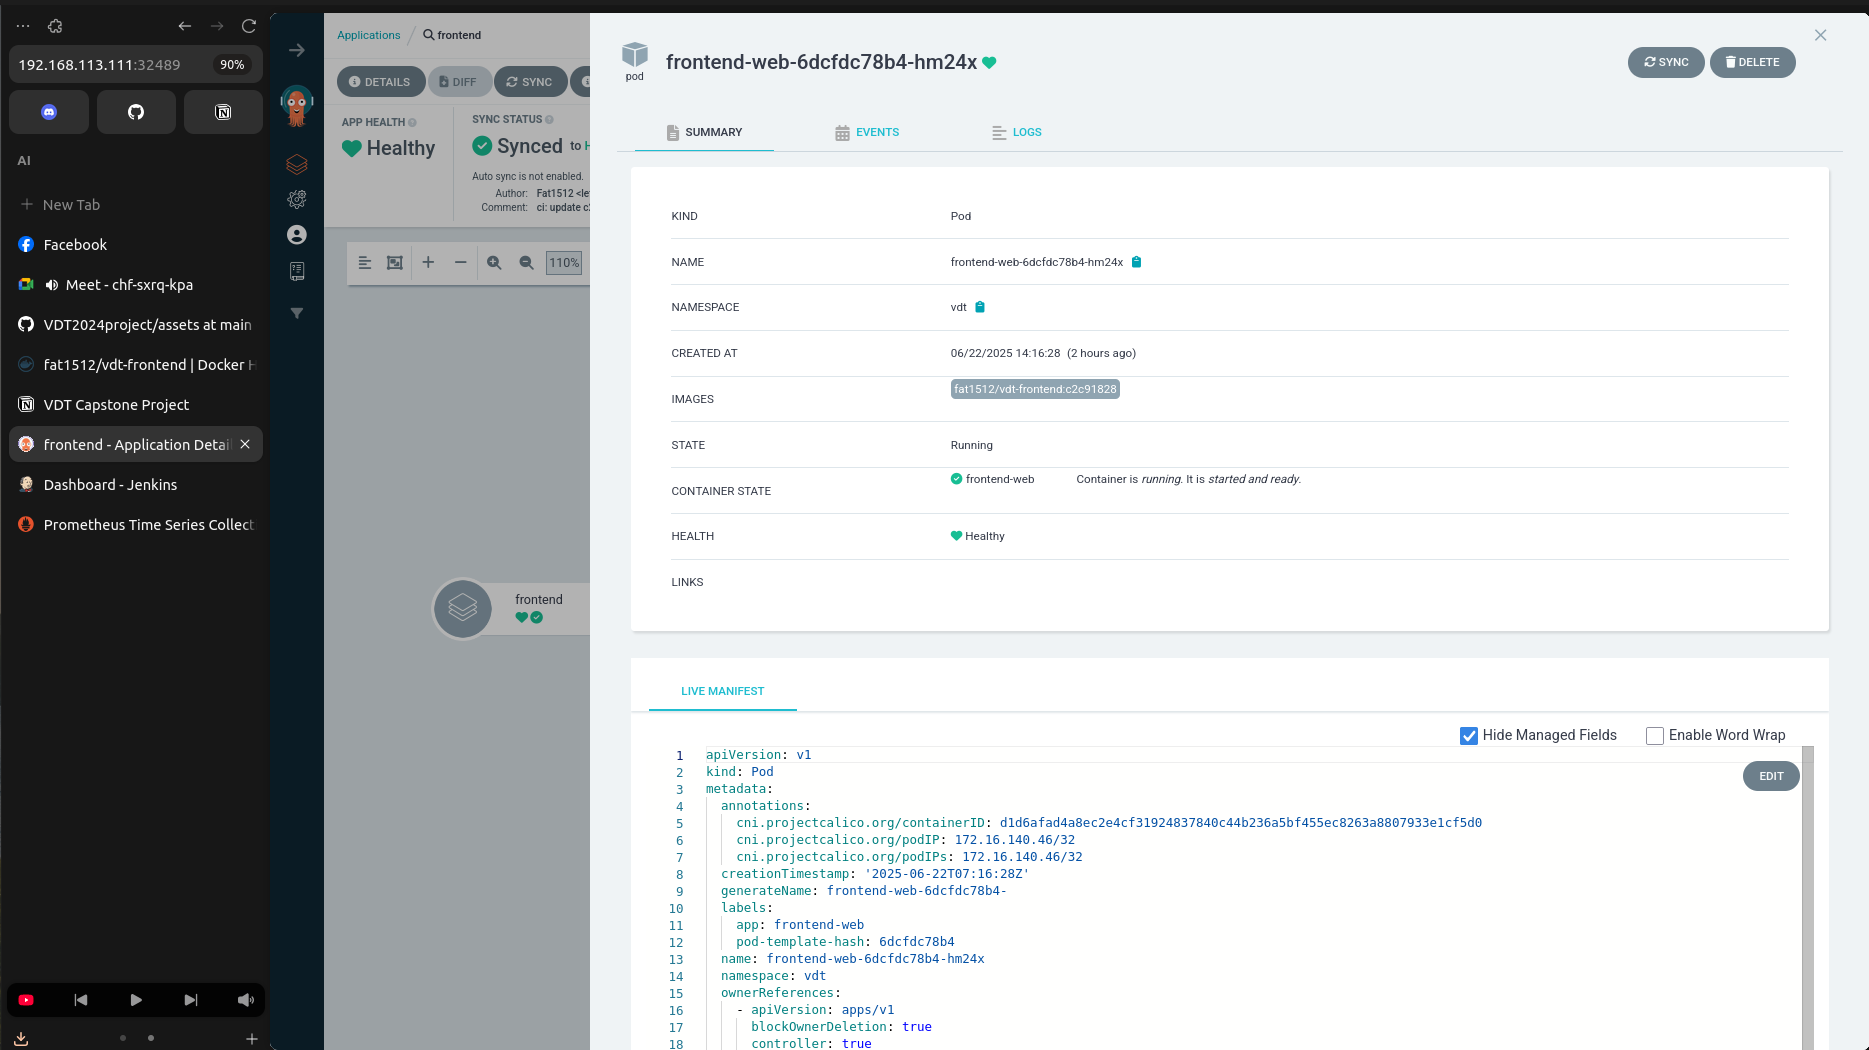 192.168.113.111:32489
90%
AI
New Tab
Facebook
Meet - chf-sxrq-kpa
VDT2024project/assets at main
fat1512/vdt-frontend | Docker H
VDT Capstone Project
frontend - Application Detai
Dashboard - Jenkins
Prometheus Time Series Collect
Applications / frontend
DETAILS
DIFF
SYNC
APP HEALTH
Healthy
SYNC STATUS
Synced to H
Auto sync is not enabled.
Author: Fat1512 <le
Comment: ci: update c
110%
frontend
pod
frontend-web-6dcfdc78b4-hm24x
SYNC
DELETE
SUMMARY
EVENTS
LOGS
KIND Pod
NAME frontend-web-6dcfdc78b4-hm24x
NAMESPACE vdt
CREATED AT 06/22/2025 14:16:28 (2 hours ago)
IMAGES fat1512/vdt-frontend:c2c91828
STATE Running
CONTAINER STATE frontend-web Container is running. It is started and ready.
HEALTH Healthy
LINKS
LIVE MANIFEST
Hide Managed Fields
Enable Word Wrap
EDIT
1 apiVersion: v1
2 kind: Pod
3 metadata:
4 annotations:
5 cni.projectcalico.org/containerID: d1d6afad4a8ec2e4cf31924837840c44b236a5bf455ec8263a8807933e1cf5d0
6 cni.projectcalico.org/podIP: 172.16.140.46/32
7 cni.projectcalico.org/podIPs: 172.16.140.46/32
8 creationTimestamp: '2025-06-22T07:16:28Z'
9 generateName: frontend-web-6dcfdc78b4-
10 labels:
11 app: frontend-web
12 pod-template-hash: 6dcfdc78b4
13 name: frontend-web-6dcfdc78b4-hm24x
14 namespace: vdt
15 ownerReferences:
16 - apiVersion: apps/v1
17 blockOwnerDeletion: true
18 controller: true